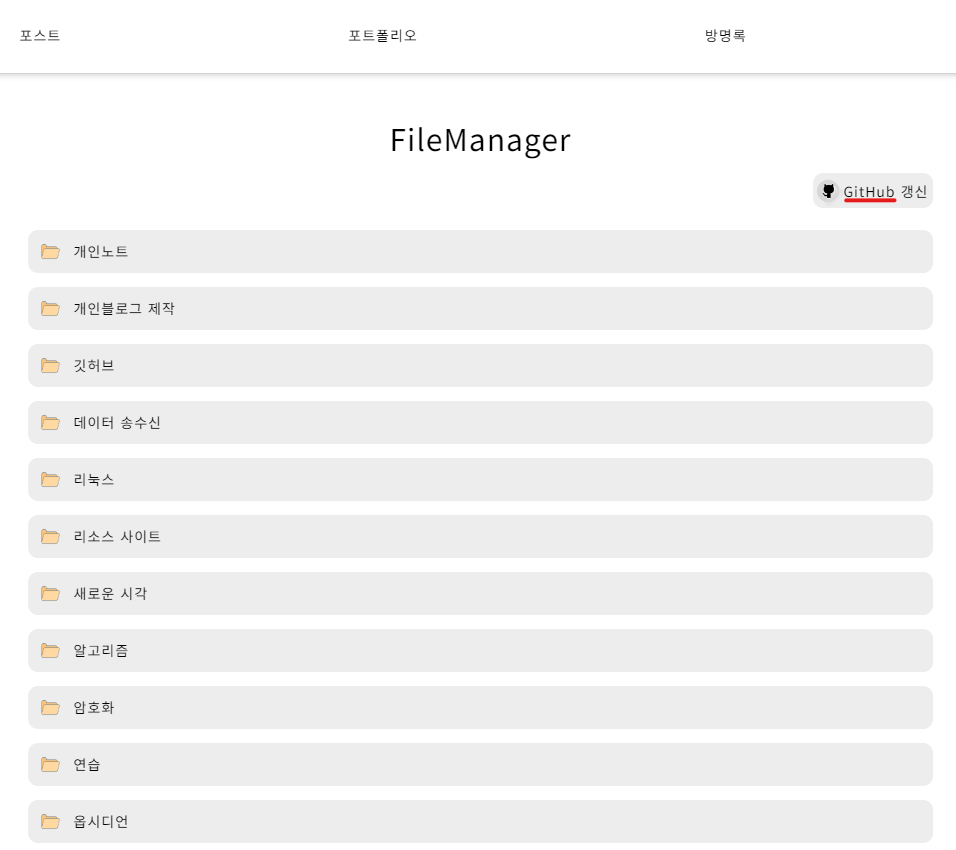 포스트 포트폴리오 방명록
FileManager
GitHub 갱신
개인노트
개인블로그 제작
깃허브
데이터 송수신
리눅스
리소스 사이트
새로운 시각
알고리즘
암호화
연습
옵시디언